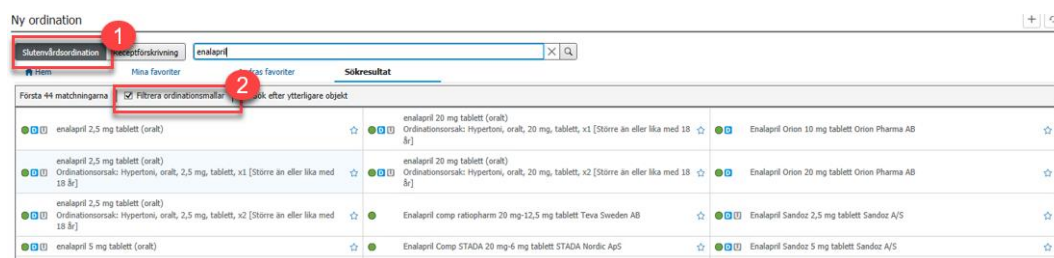 Ny ordination
1
Slutenvårdsordination
Receptförskrivning
enalapril
Hem
Mina favoriter
Andras favoriter
Sökresultat
2
Första 44 matchningarna
Filtrera ordinationsmallar
Sök efter ytterligare objekt
enalapril 2,5 mg tablett (oralt)
enalapril 20 mg tablett (oralt)
Ordinationsorsak: Hypertoni, oralt, 20 mg, tablett, x1 [Större än eller lika med 18
år]
Enalapril Orion 10 mg tablett Orion Pharma AB
enalapril 2,5 mg tablett (oralt)
Ordinationsorsak: Hypertoni, oralt, 2,5 mg, tablett, x1 [Större än eller lika med
18 år]
enalapril 20 mg tablett (oralt)
Ordinationsorsak: Hypertoni, oralt, 20 mg, tablett, x2 [Större än eller lika med 18
år]
Enalapril Orion 20 mg tablett Orion Pharma AB
enalapril 2,5 mg tablett (oralt)
Ordinationsorsak: Hypertoni, oralt, 2,5 mg, tablett, x2 [Större än eller lika med
18 år]
Enalapril comp ratiopharm 20 mg-12,5 mg tablett Teva Sweden AB
Enalapril Sandoz 2,5 mg tablett Sandoz A/S
enalapril 5 mg tablett (oralt)
Enalapril Comp STADA 20 mg-6 mg tablett STADA Nordic ApS
Enalapril Sandoz 5 mg tablett Sandoz A/S